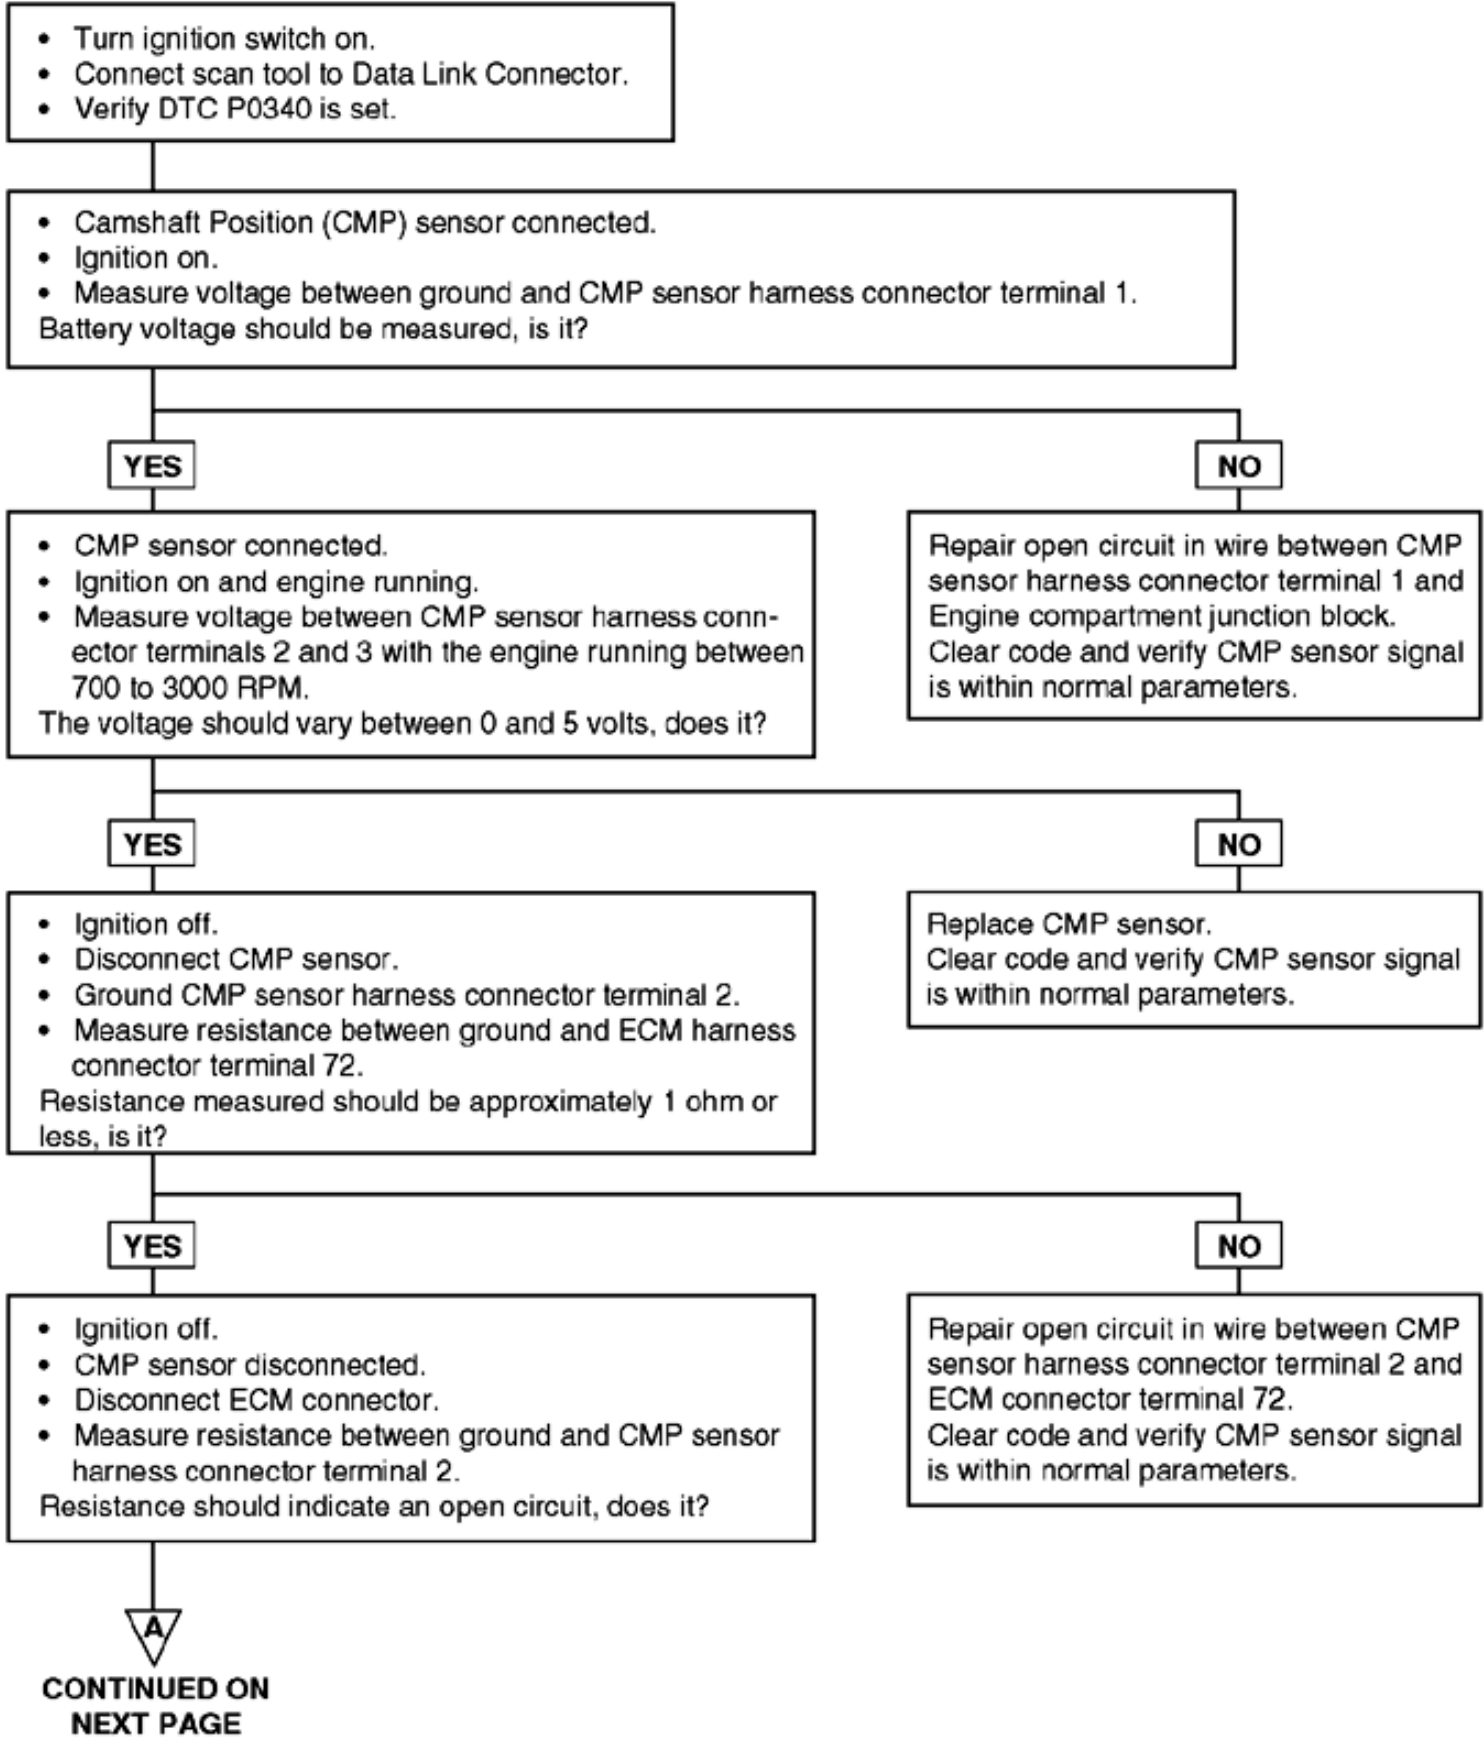 • Turn ignition switch on.
• Connect scan tool to Data Link Connector.
• Verify DTC P0340 is set.
• Camshaft Position (CMP) sensor connected.
• Ignition on.
• Measure voltage between ground and CMP sensor harness connector terminal 1.
Battery voltage should be measured, is it?
YES
NO
• CMP sensor connected.
• Ignition on and engine running.
• Measure voltage between CMP sensor harness conn-
ector terminals 2 and 3 with the engine running between
700 to 3000 RPM.
The voltage should vary between 0 and 5 volts, does it?
Repair open circuit in wire between CMP
sensor harness connector terminal 1 and
Engine compartment junction block.
Clear code and verify CMP sensor signal
is within normal parameters.
YES
NO
• Ignition off.
• Disconnect CMP sensor.
• Ground CMP sensor harness connector terminal 2.
• Measure resistance between ground and ECM harness
connector terminal 72.
Resistance measured should be approximately 1 ohm or
less, is it?
Replace CMP sensor.
Clear code and verify CMP sensor signal
is within normal parameters.
YES
NO
• Ignition off.
• CMP sensor disconnected.
• Disconnect ECM connector.
• Measure resistance between ground and CMP sensor
harness connector terminal 2.
Resistance should indicate an open circuit, does it?
Repair open circuit in wire between CMP
sensor harness connector terminal 2 and
ECM connector terminal 72.
Clear code and verify CMP sensor signal
is within normal parameters.
A
CONTINUED ON
NEXT PAGE